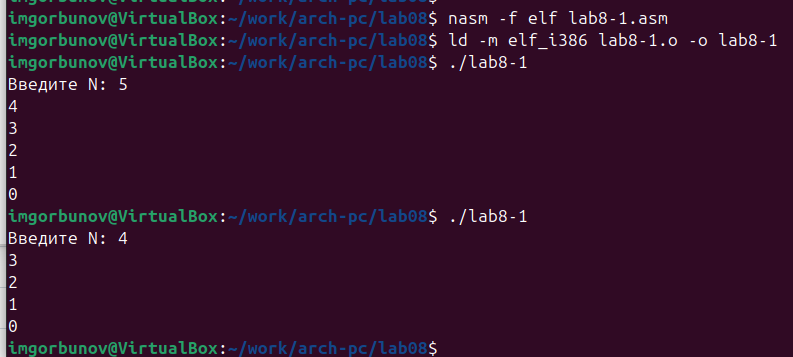 imgorbunov@VirtualBox:~/work/arch-pc/lab08$ nasm -f elf lab8-1.asm
imgorbunov@VirtualBox:~/work/arch-pc/lab08$ ld -m elf_i386 lab8-1.o -o lab8-1
imgorbunov@VirtualBox:~/work/arch-pc/lab08$ ./lab8-1
Введите N: 5
4
3
2
1
0
imgorbunov@VirtualBox:~/work/arch-pc/lab08$ ./lab8-1
Введите N: 4
3
2
1
0
imgorbunov@VirtualBox:~/work/arch-pc/lab08$